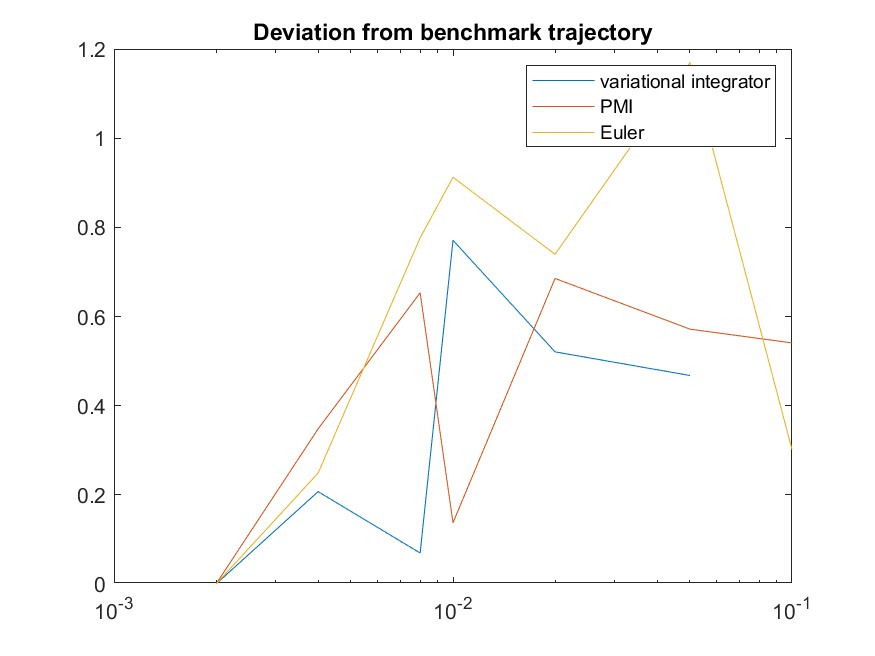 Deviation from benchmark trajectory
1.2
1
0.8
0.6
0.4
0.2
0
variational integrator
PMI
Euler
10-3
10-2
10-1